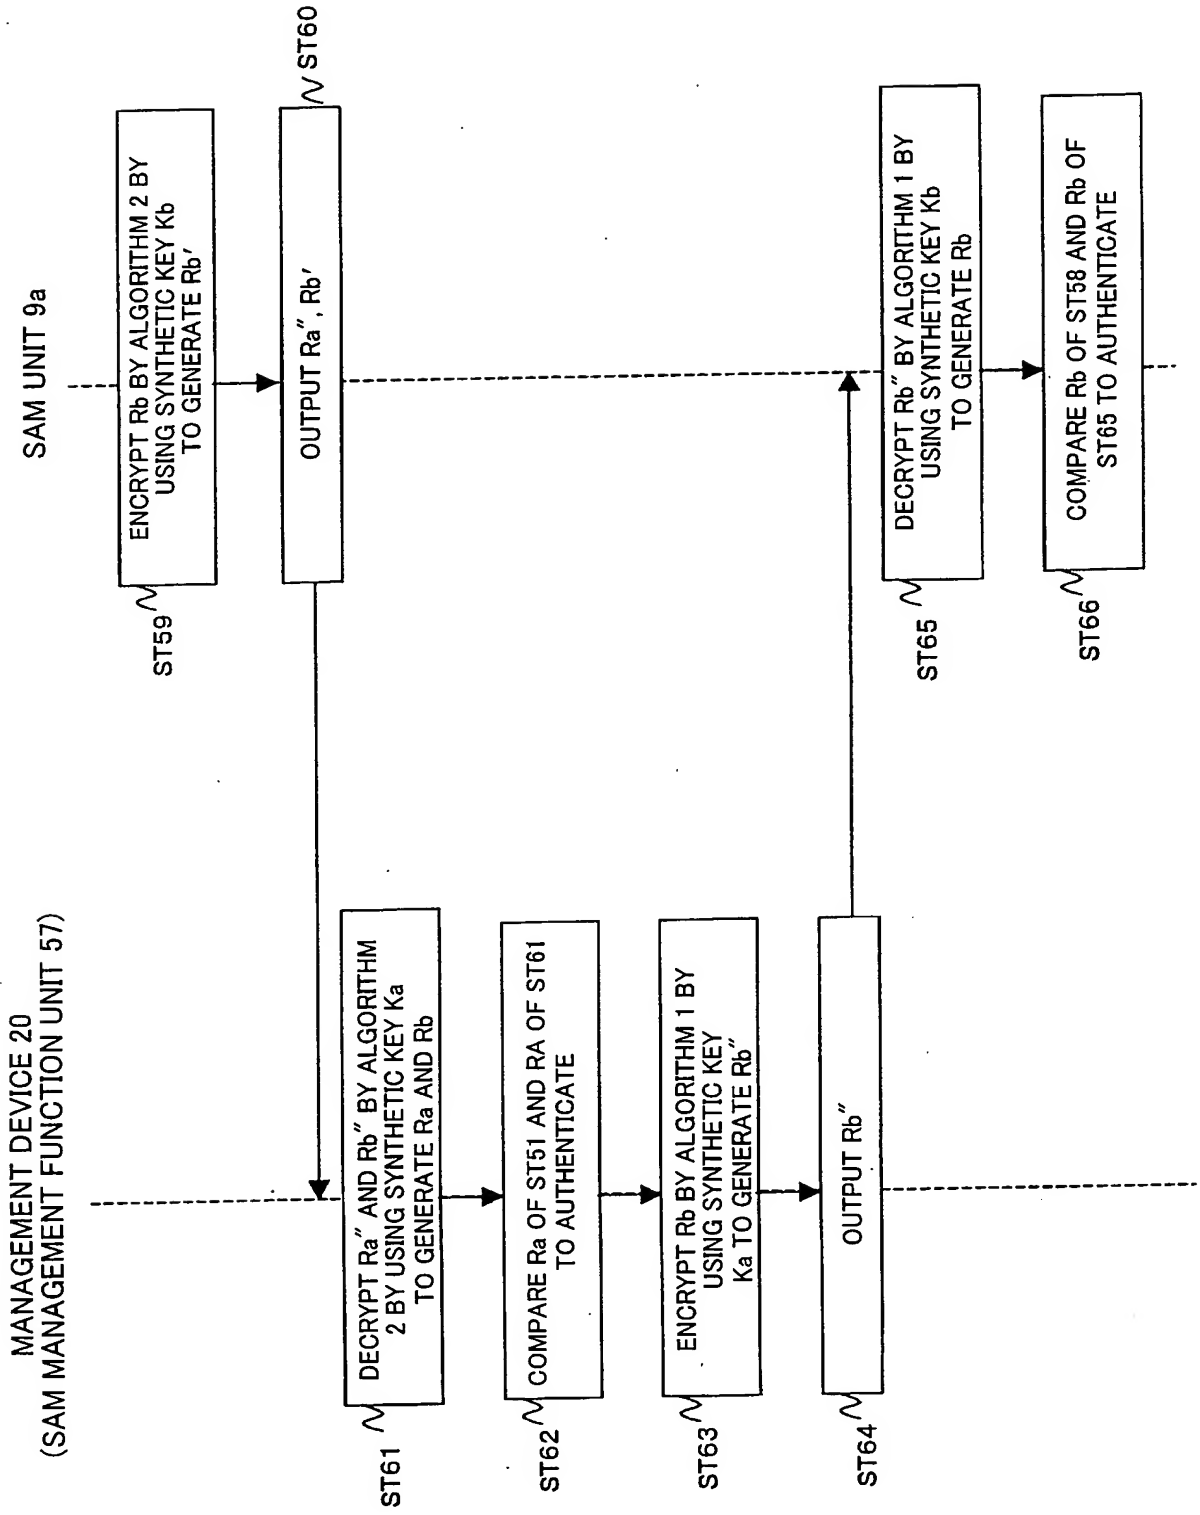 MANAGEMENT DEVICE 20
(SAM MANAGEMENT FUNCTION UNIT 57)
SAM UNIT 9a
ST59
ENCRYPT Rb BY ALGORITHM 2 BY
USING SYNTHETIC KEY Kb
TO GENERATE Rb′
ST60
OUTPUT Ra″, Rb′
ST61
DECRYPT Ra″ AND Rb″ BY ALGORITHM
2 BY USING SYNTHETIC KEY Ka
TO GENERATE Ra AND Rb
ST62
COMPARE Ra OF ST51 AND RA OF ST61
TO AUTHENTICATE
ST63
ENCRYPT Rb BY ALGORITHM 1 BY
USING SYNTHETIC KEY
Ka TO GENERATE Rb″
ST64
OUTPUT Rb″
ST65
DECRYPT Rb″ BY ALGORITHM 1 BY
USING SYNTHETIC KEY Kb
TO GENERATE Rb
ST66
COMPARE Rb OF ST58 AND Rb OF
ST65 TO AUTHENTICATE